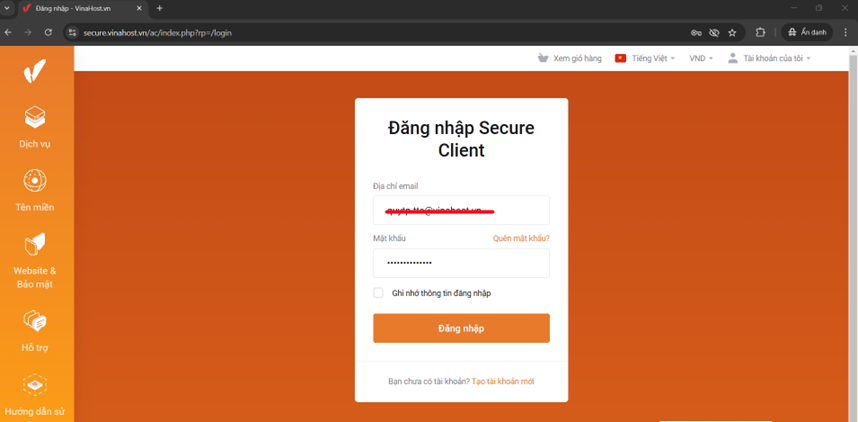 Đăng nhập - VinaHost.vn
secure.vinahost.vn/ac/index.php?rp=/login
Ẩn danh
Xem giỏ hàng
Tiếng Việt
VND
Tài khoản của tôi
Dịch vụ
Tên miền
Website &
Bảo mật
Hỗ trợ
Hướng dẫn sử
Đăng nhập Secure
Client
Địa chỉ email
Mật khẩu
Quên mật khẩu?
Ghi nhớ thông tin đăng nhập
Đăng nhập
Bạn chưa có tài khoản? Tạo tài khoản mới